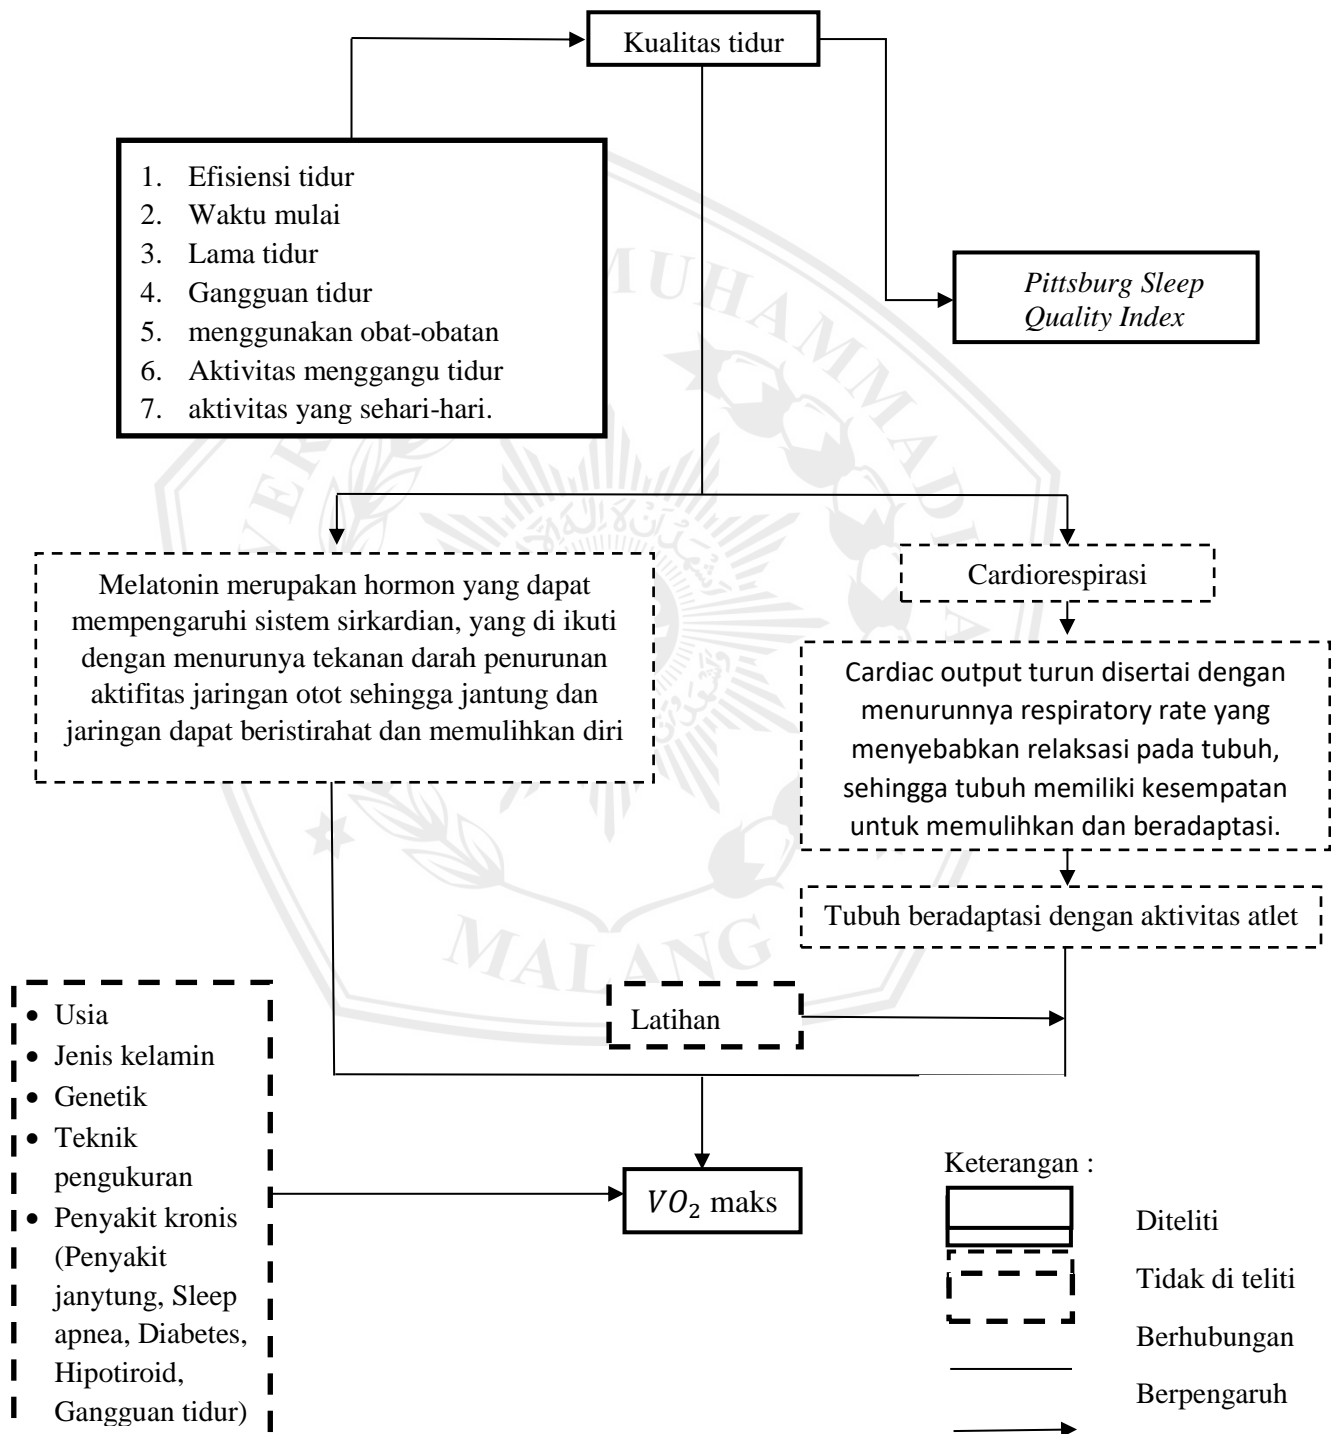 Kualitas tidur
1. Efisiensi tidur
2. Waktu mulai
3. Lama tidur
4. Gangguan tidur
5. menggunakan obat-obatan
6. Aktivitas menggangu tidur
7. aktivitas yang sehari-hari.
Pittsburg Sleep
Quality Index
Melatonin merupakan hormon yang dapat
mempengaruhi sistem sirkardian, yang di ikuti
dengan menurunya tekanan darah penurunan
aktifitas jaringan otot sehingga jantung dan
jaringan dapat beristirahat dan memulihkan diri
Cardiorespirasi
Cardiac output turun disertai dengan
menurunnya respiratory rate yang
menyebabkan relaksasi pada tubuh,
sehingga tubuh memiliki kesempatan
untuk memulihkan dan beradaptasi.
Tubuh beradaptasi dengan aktivitas atlet
Latihan
• Usia
• Jenis kelamin
• Genetik
• Teknik
pengukuran
• Penyakit kronis
(Penyakit
janytung, Sleep
apnea, Diabetes,
Hipotiroid,
Gangguan tidur)
VO₂ maks
Keterangan :
Diteliti
Tidak di teliti
Berhubungan
Berpengaruh
MUHAMMADIYA
MALANG